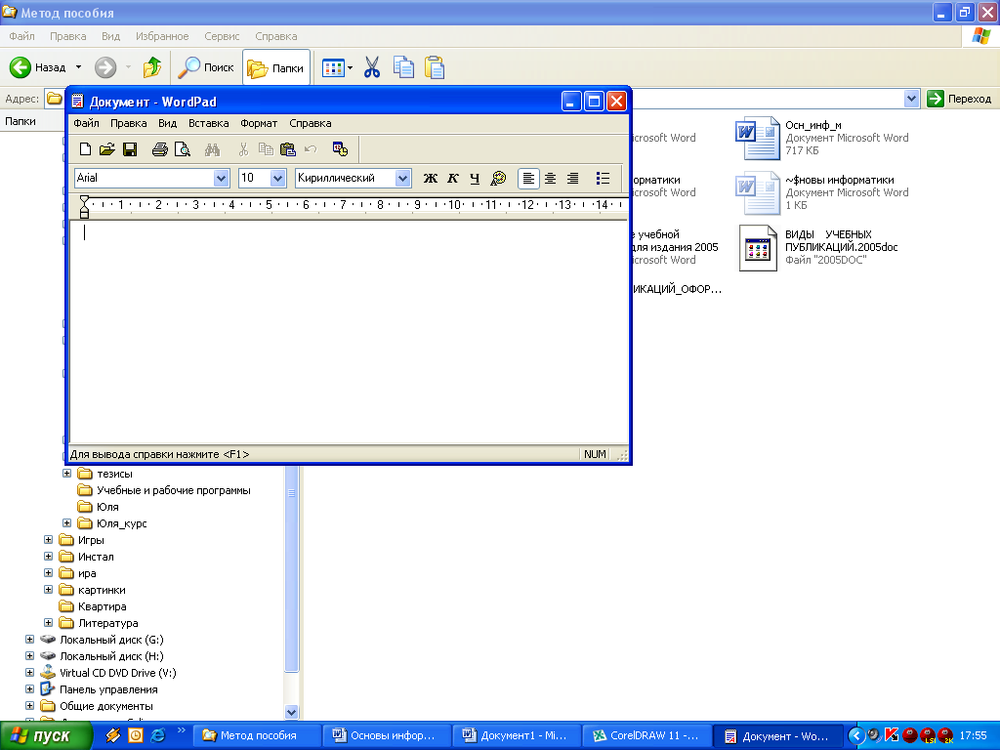 Метод пособия
Файл Правка Вид Избранное Сервис Справка
Назад Поиск Папки
Адрес: Переход
Папки
Документ - WordPad
Файл Правка Вид Вставка Формат Справка
Arial 10 Кириллический Ж К Ч
1 2 3 4 5 6 7 8 9 10 11 12 13 14
Для вывода справки нажмите <F1> NUM
icrosoft Word
орматики
icrosoft Word
е учебной
для издания 2005
icrosoft Word
ИКАЦИЙ_ОФОР...
Осн_инф_м
Документ Microsoft Word
717 КБ
~$новы информатики
Документ Microsoft Word
1 КБ
ВИДЫ УЧЕБНЫХ
ПУБЛИКАЦИЙ.2005doc
Файл "2005DOC"
тезисы
Учебные и рабочие программы
Юля
Юля_курс
Игры
Инстал
ира
картинки
Квартира
Литература
Локальный диск (G:)
Локальный диск (H:)
Virtual CD DVD Drive (V:)
Панель управления
Общие документы
пуск » Метод пособия Основы инфор... Документ1 - Mi... CorelDRAW 11 - ... Документ - Wo... LSI 2K 17:55